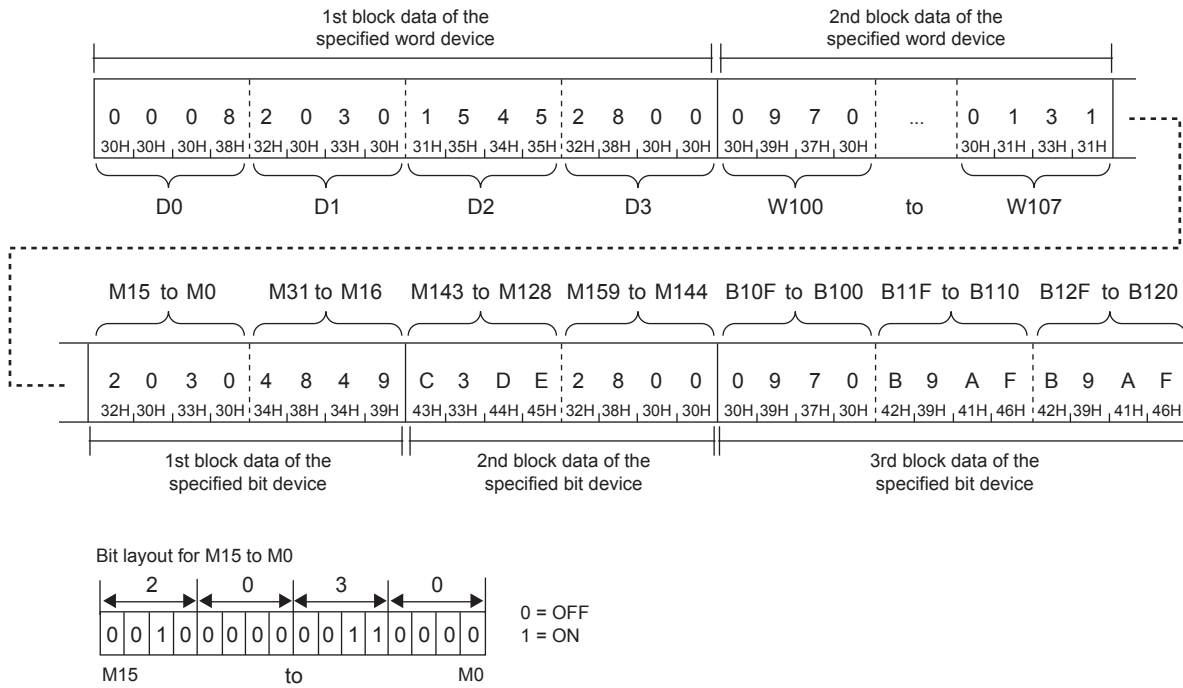 1st block data of the 2nd block data of the
specified word device specified word device
0 0 0 8 2 0 3 0 1 5 4 5 2 8 0 0 0 9 7 0 ... 0 1 3 1
30H 30H 30H 38H 32H 30H 33H 30H 31H 35H 34H 35H 32H 38H 30H 30H 30H 39H 37H 30H 30H 31H 33H 31H
D0 D1 D2 D3 W100 to W107
M15 to M0 M31 to M16 M143 to M128 M159 to M144 B10F to B100 B11F to B110 B12F to B120
2 0 3 0 4 8 4 9 C 3 D E 2 8 0 0 0 9 7 0 B 9 A F B 9 A F
32H 30H 33H 30H 34H 38H 34H 39H 43H 33H 44H 45H 32H 38H 30H 30H 30H 39H 37H 30H 42H 39H 41H 46H 42H 39H 41H 46H
1st block data of the 2nd block data of the 3rd block data of the
specified bit device specified bit device specified bit device
Bit layout for M15 to M0
2 0 3 0
0 = OFF
0 0 1 0 0 0 0 0 0 0 1 1 0 0 0 0
1 = ON
M15 to M0